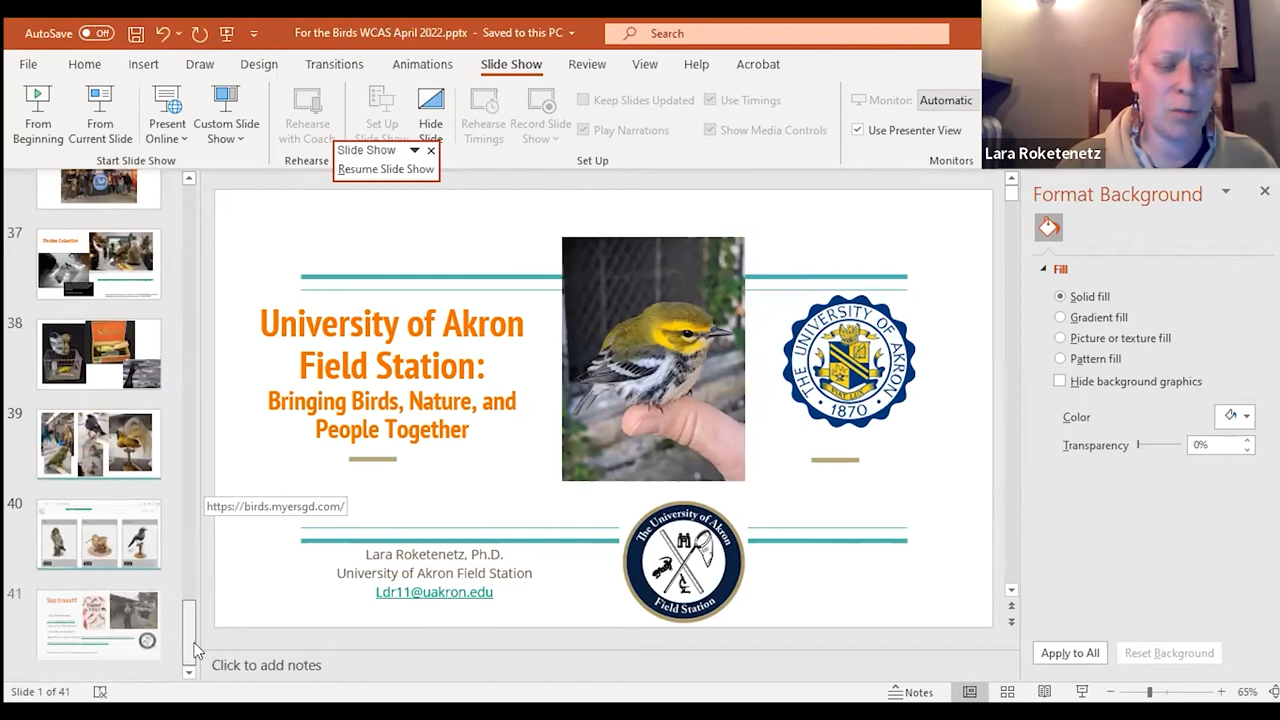 AutoSave Off
For the Birds WCAS April 2022.pptx - Saved to this PC
Search
File Home Insert Draw Design Transitions Animations Slide Show Review View Help Acrobat
From Beginning
From Current Slide
Present Online
Custom Slide Show
Rehearse with Coach
Set Up Slide Show
Hide Slide
Rehearse Timings
Record Slide Show
Keep Slides Updated
Play Narrations
Use Timings
Show Media Controls
Monitor: Automatic
Use Presenter View
Start Slide Show
Rehearse
Set Up
Monitors
Slide Show
Resume Slide Show
Lara Roketenetz
37
38
39
40
41
Stay in touch!
https://birds.myersgd.com/
University of Akron
Field Station:
Bringing Birds, Nature, and
People Together
THE UNIVERSITY OF AKRON
1870
Lara Roketenetz, Ph.D.
University of Akron Field Station
Ldr11@uakron.edu
The University of Akron
Field Station
Format Background
Fill
Solid fill
Gradient fill
Picture or texture fill
Pattern fill
Hide background graphics
Color
Transparency 0%
Apply to All
Reset Background
Click to add notes
Slide 1 of 41
Notes
65%